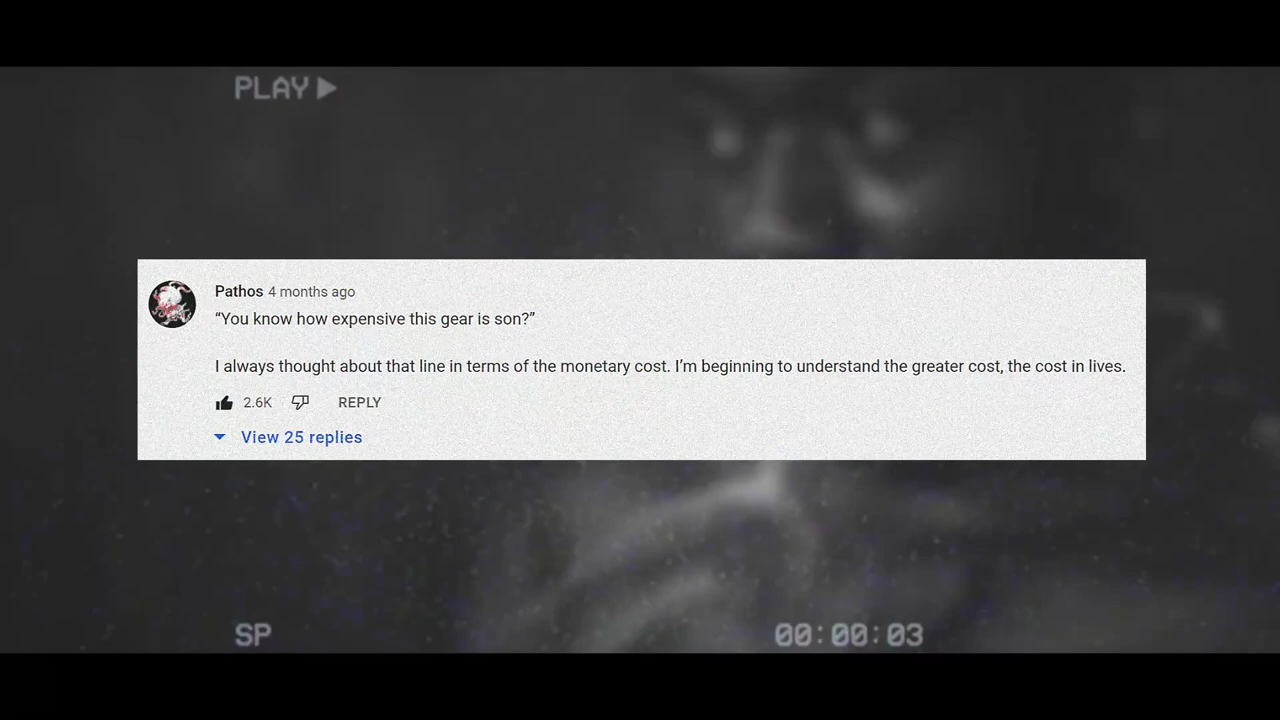 PLAY
Pathos 4 months ago
“You know how expensive this gear is son?”
I always thought about that line in terms of the monetary cost. I’m beginning to understand the greater cost, the cost in lives.
2.6K REPLY
View 25 replies
SP 00:00:03